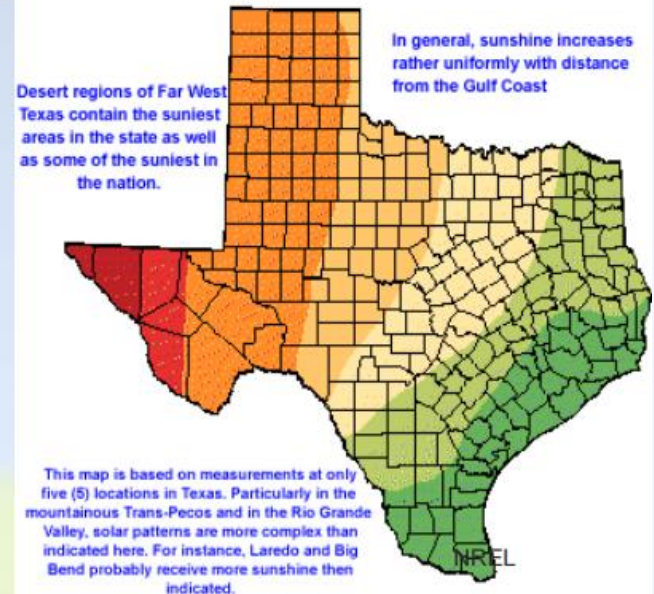 In general, sunshine increases
rather uniformly with distance
from the Gulf Coast
Desert regions of Far West
Texas contain the suniest
areas in the state as well
as some of the suniest in
the nation.
This map is based on measurements at only
five (5) locations in Texas. Particularly in the
mountainous Trans-Pecos and in the Rio Grande
Valley, solar patterns are more complex than
indicated here. For instance, Laredo and Big
Bend probably receive more sunshine then
indicated.
NREL